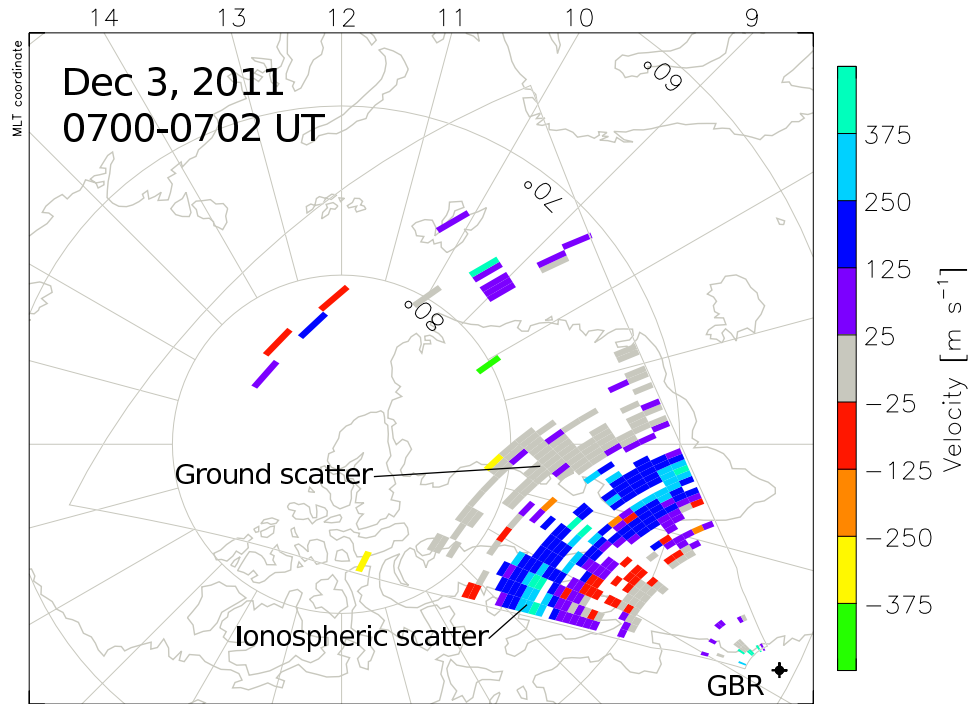 14 13 12 11 10 9
MLT coordinate
Dec 3, 2011
0700-0702 UT
60°
70°
80°
Ground scatter
Ionospheric scatter
GBR
375
250
125
25
-25
-125
-250
-375
Velocity [m s⁻¹]